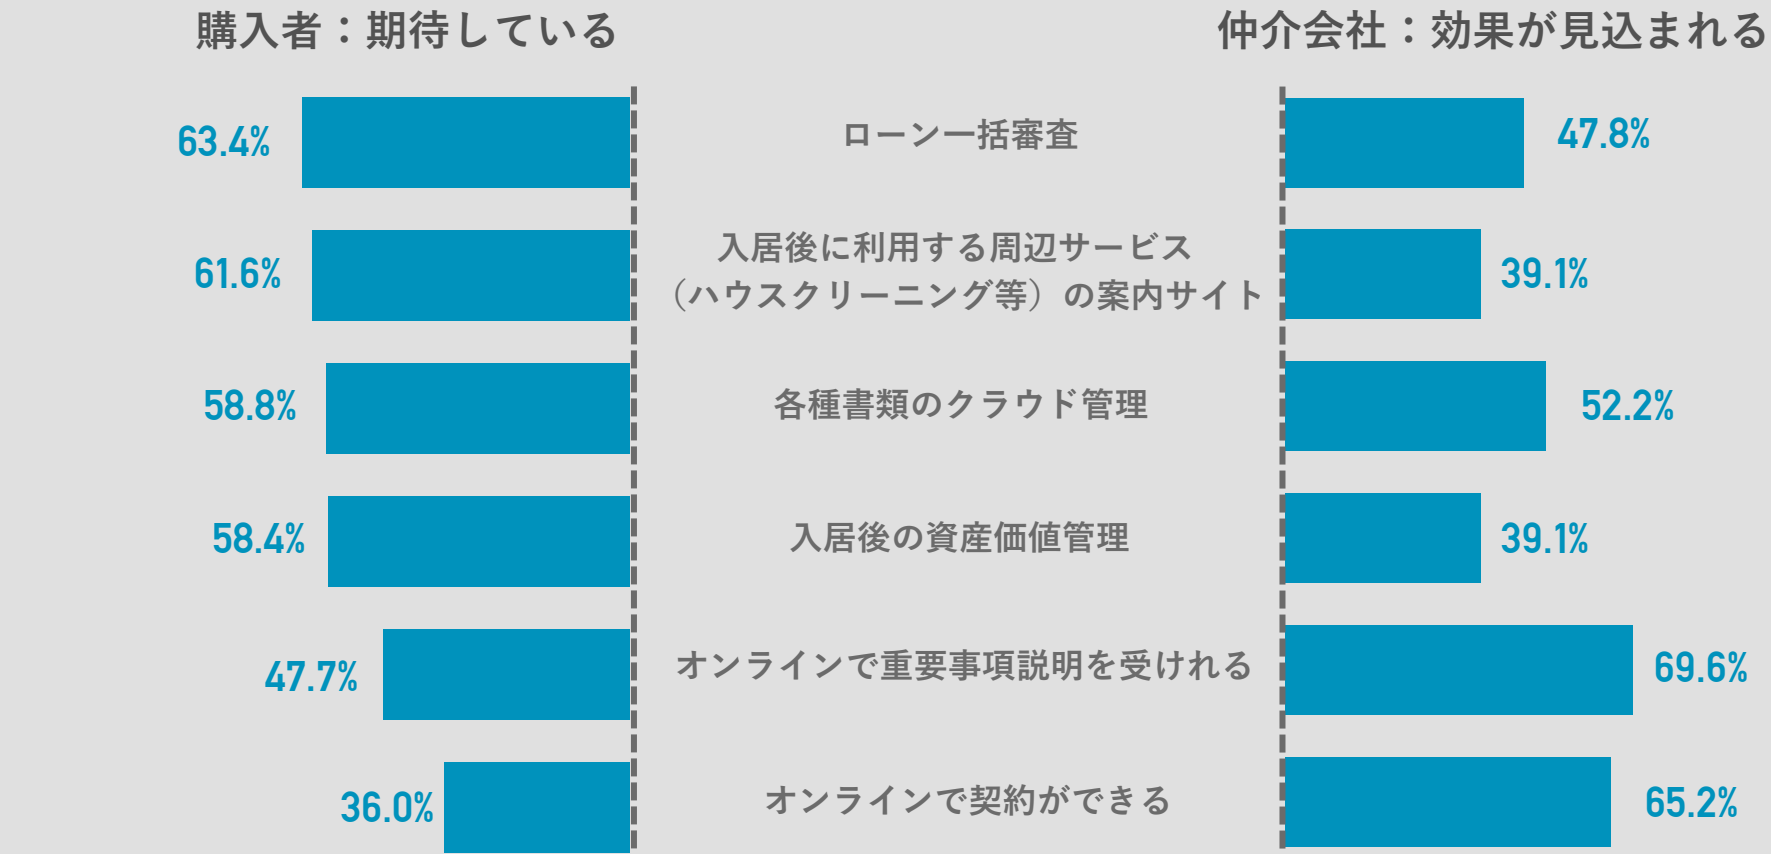 購入者：期待している
仲介会社：効果が見込まれる
63.4%
ローン一括審査
47.8%
61.6%
入居後に利用する周辺サービス
（ハウスクリーニング等）の案内サイト
39.1%
58.8%
各種書類のクラウド管理
52.2%
58.4%
入居後の資産価値管理
39.1%
47.7%
オンラインで重要事項説明を受けれる
69.6%
36.0%
オンラインで契約ができる
65.2%